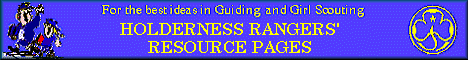 For the best ideas in Guiding and Girl Scouting
HOLDERNESS RANGERS'
RESOURCE PAGES